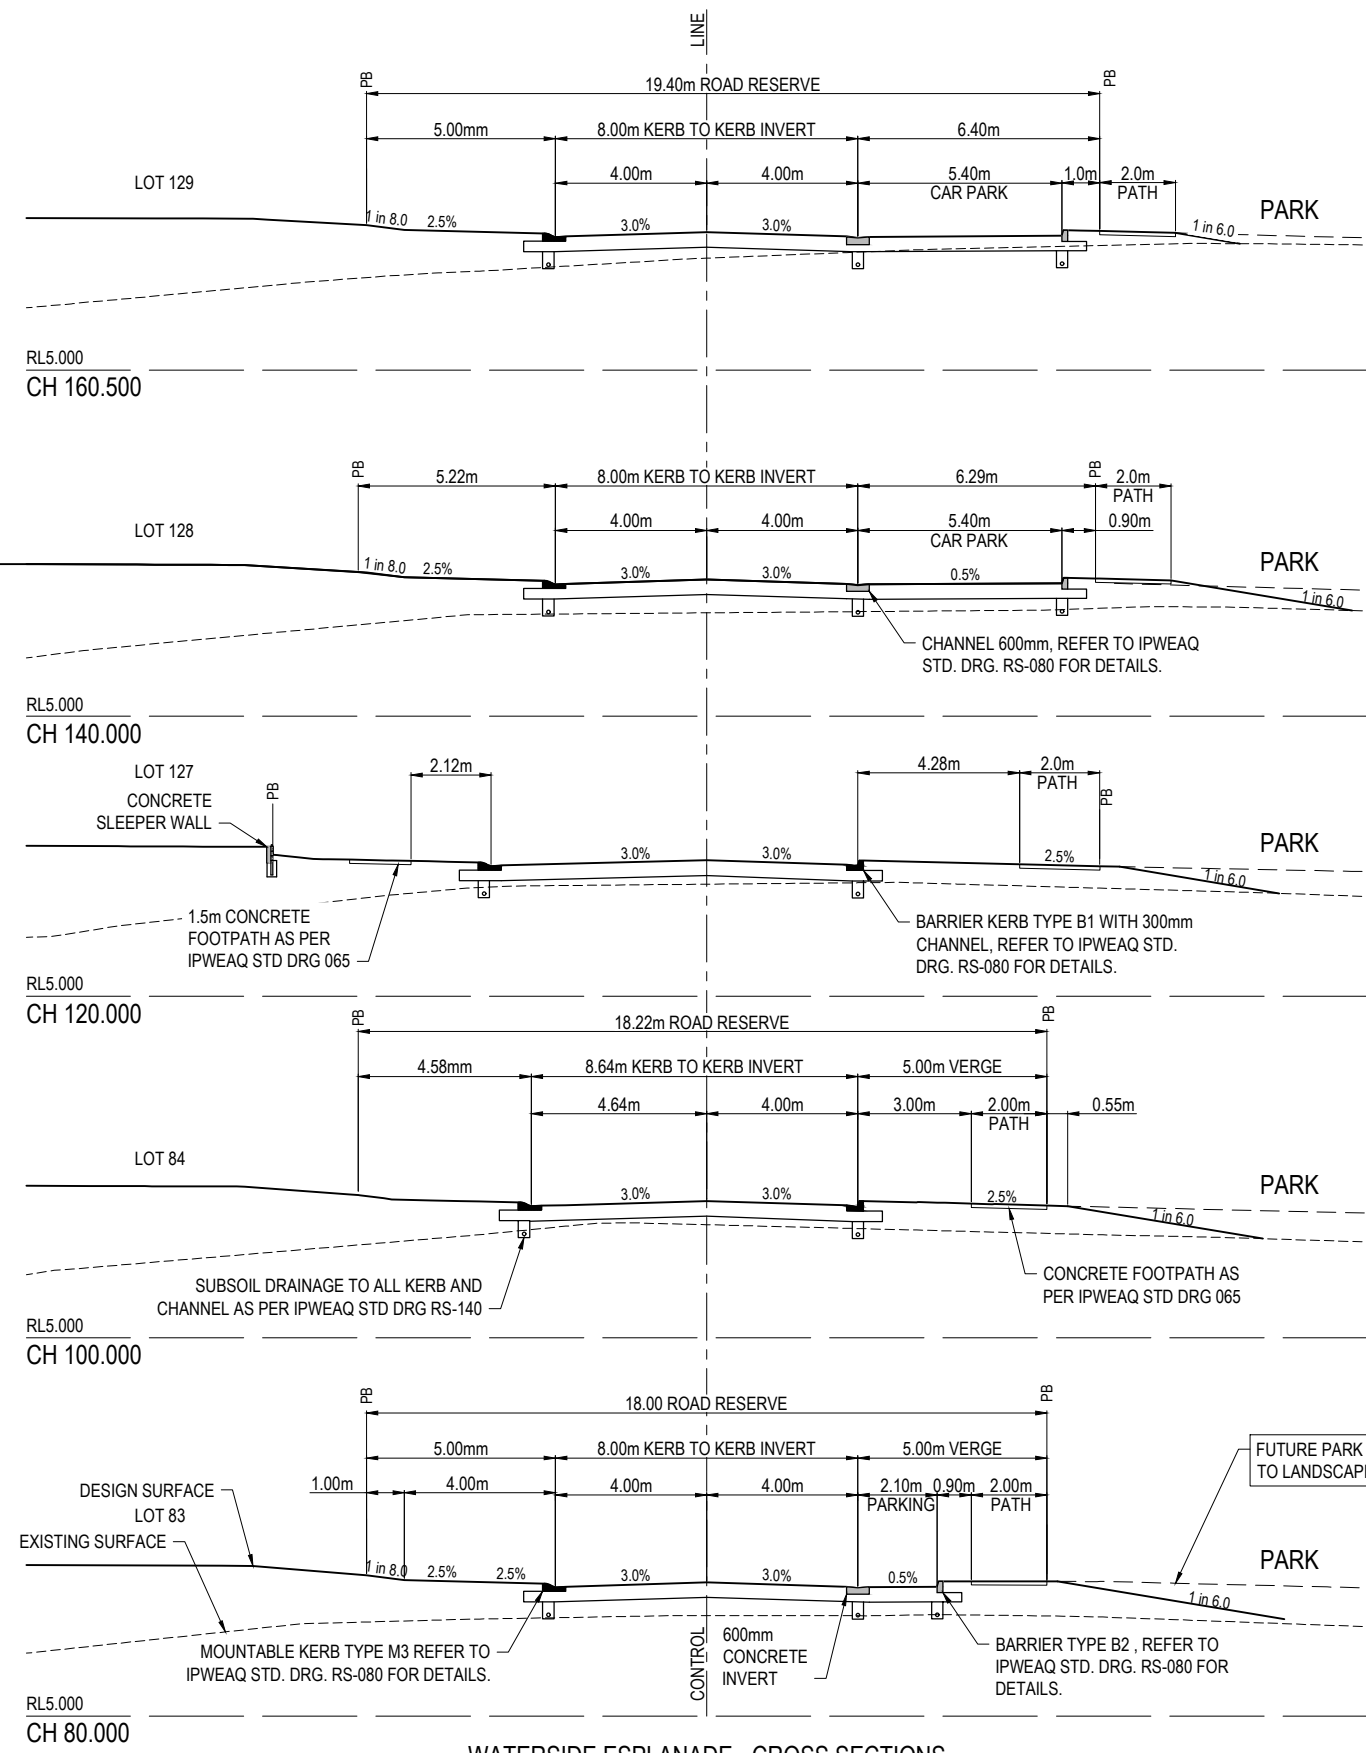 LINE
PB
PB
19.40m ROAD RESERVE
5.00mm
8.00m KERB TO KERB INVERT
6.40m
LOT 129
4.00m
4.00m
5.40m
CAR PARK
1.0m
2.0m
PATH
PARK
1 in 8.0
2.5%
3.0%
3.0%
1 in 6.0
RL5.000
CH 160.500
PB
PB
5.22m
8.00m KERB TO KERB INVERT
6.29m
2.0m
PATH
LOT 128
4.00m
4.00m
5.40m
CAR PARK
0.90m
PARK
1 in 8.0
2.5%
3.0%
3.0%
0.5%
1 in 6.0
CHANNEL 600mm, REFER TO IPWEAQ
STD. DRG. RS-080 FOR DETAILS.
RL5.000
CH 140.000
LOT 127
2.12m
4.28m
2.0m
PATH
PB
PB
CONCRETE
SLEEPER WALL
PARK
3.0%
3.0%
2.5%
1 in 6.0
1.5m CONCRETE
FOOTPATH AS PER
IPWEAQ STD DRG 065
BARRIER KERB TYPE B1 WITH 300mm
CHANNEL, REFER TO IPWEAQ STD.
DRG. RS-080 FOR DETAILS.
RL5.000
CH 120.000
PB
PB
18.22m ROAD RESERVE
4.58mm
8.64m KERB TO KERB INVERT
5.00m VERGE
4.64m
4.00m
3.00m
2.00m
PATH
0.55m
LOT 84
PARK
3.0%
3.0%
2.5%
1 in 6.0
SUBSOIL DRAINAGE TO ALL KERB AND
CHANNEL AS PER IPWEAQ STD DRG RS-140
CONCRETE FOOTPATH AS
PER IPWEAQ STD DRG 065
RL5.000
CH 100.000
PB
PB
18.00 ROAD RESERVE
5.00mm
8.00m KERB TO KERB INVERT
5.00m VERGE
1.00m
4.00m
4.00m
4.00m
2.10m
PARKING
0.90m
2.00m
PATH
FUTURE PARK
TO LANDSCAP
DESIGN SURFACE
LOT 83
EXISTING SURFACE
PARK
1 in 8.0
2.5%
2.5%
3.0%
3.0%
0.5%
1 in 6.0
MOUNTABLE KERB TYPE M3 REFER TO
IPWEAQ STD. DRG. RS-080 FOR DETAILS.
CONTROL
600mm
CONCRETE
INVERT
BARRIER TYPE B2 , REFER TO
IPWEAQ STD. DRG. RS-080 FOR
DETAILS.
RL5.000
CH 80.000
WATERSIDE ESPLANADE - CROSS SECTIONS